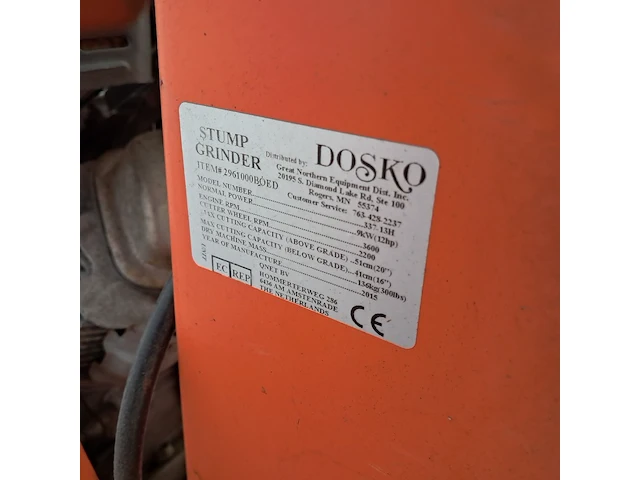 STUMP GRINDER
ITEM# 2961000BOED
Distributed by: DOSKO
Great Northern Equipment Dist. Inc.
20195 S. Diamond Lake Rd, Ste 100
Rogers, MN 55374
Customer Service: 763-428-2237
MODEL NUMBER 337-13H
NORMAL POWER 9kW(12hp)
ENGINE RPM 3600
CUTTER WHEEL RPM 2200
MAX CUTTING CAPACITY (ABOVE GRADE) 51cm(20")
MAX CUTTING CAPACITY (BELOW GRADE) 41cm(16")
DRY MACHINE MASS 136kg(300lbs)
YEAR OF MANUFACTURE 2015
EC REP
QNET BV
HOMMERTERWEG 286
6436 AM AMSTENRADE
THE NETHERLANDS
CE